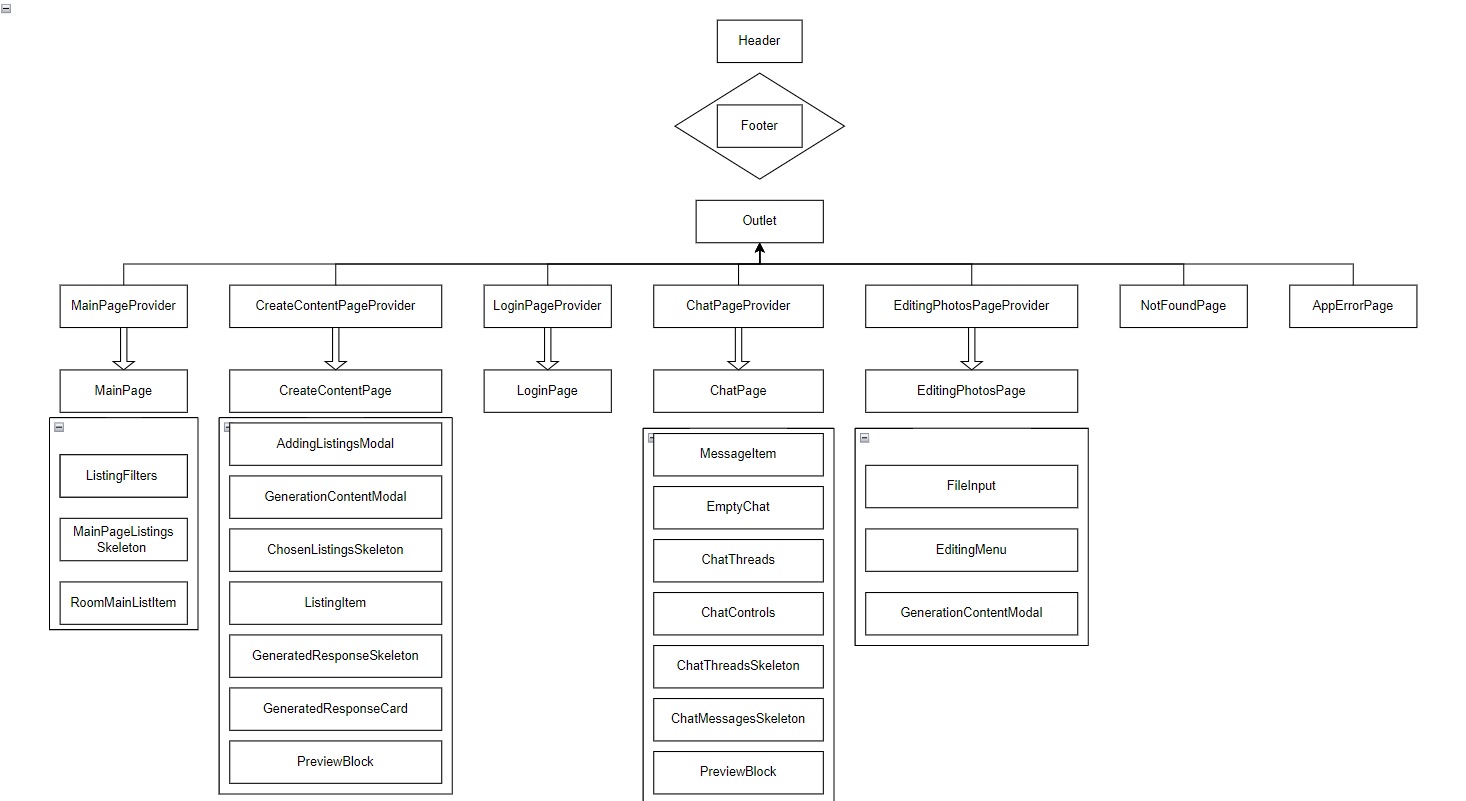 Header
Footer
Outlet
MainPageProvider
CreateContentPageProvider
LoginPageProvider
ChatPageProvider
EditingPhotosPageProvider
NotFoundPage
AppErrorPage
MainPage
CreateContentPage
LoginPage
ChatPage
EditingPhotosPage
ListingFilters
MainPageListings
Skeleton
RoomMainListItem
AddingListingsModal
GenerationContentModal
ChosenListingsSkeleton
ListingItem
GeneratedResponseSkeleton
GeneratedResponseCard
PreviewBlock
MessageItem
EmptyChat
ChatThreads
ChatControls
ChatThreadsSkeleton
ChatMessagesSkeleton
PreviewBlock
FileInput
EditingMenu
GenerationContentModal